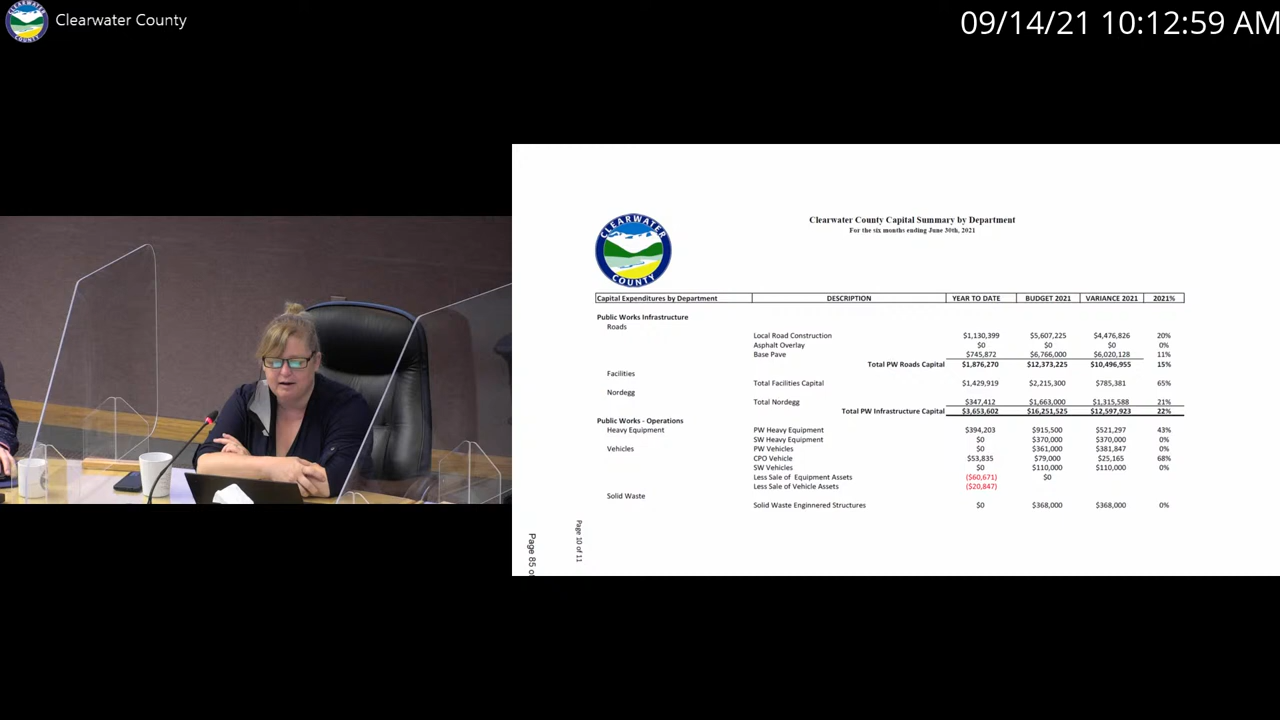 Clearwater County
09/14/21 10:12:59 AM
CLEARWATER COUNTY
Clearwater County Capital Summary by Department
For the six months ending June 30th, 2021
Capital Expenditures by Department DESCRIPTION YEAR TO DATE BUDGET 2021 VARIANCE 2021 2021%
Public Works Infrastructure
Roads
Local Road Construction $1,130,399 $5,607,225 $4,476,826 20%
Asphalt Overlay $0 $0 $0 0%
Base Pave $745,872 $6,766,000 $6,020,128 11%
Total PW Roads Capital $1,876,270 $12,373,225 $10,496,955 15%
Facilities
Total Facilities Capital $1,429,919 $2,215,300 $785,381 65%
Nordegg
Total Nordegg $347,412 $1,663,000 $1,315,588 21%
Total PW Infrastructure Capital $3,653,602 $16,251,525 $12,597,923 22%
Public Works - Operations
Heavy Equipment PW Heavy Equipment $394,203 $915,500 $521,297 43%
SW Heavy Equipment $0 $370,000 $370,000 0%
Vehicles PW Vehicles $0 $361,000 $381,847 0%
CPO Vehicle $53,835 $79,000 $25,165 68%
SW Vehicles $0 $110,000 $110,000 0%
Less Sale of Equipment Assets ($60,671) $0
Less Sale of Vehicle Assets ($20,847)
Solid Waste
Solid Waste Enginnered Structures $0 $368,000 $368,000 0%
Page 10 of 11
Page 85 of